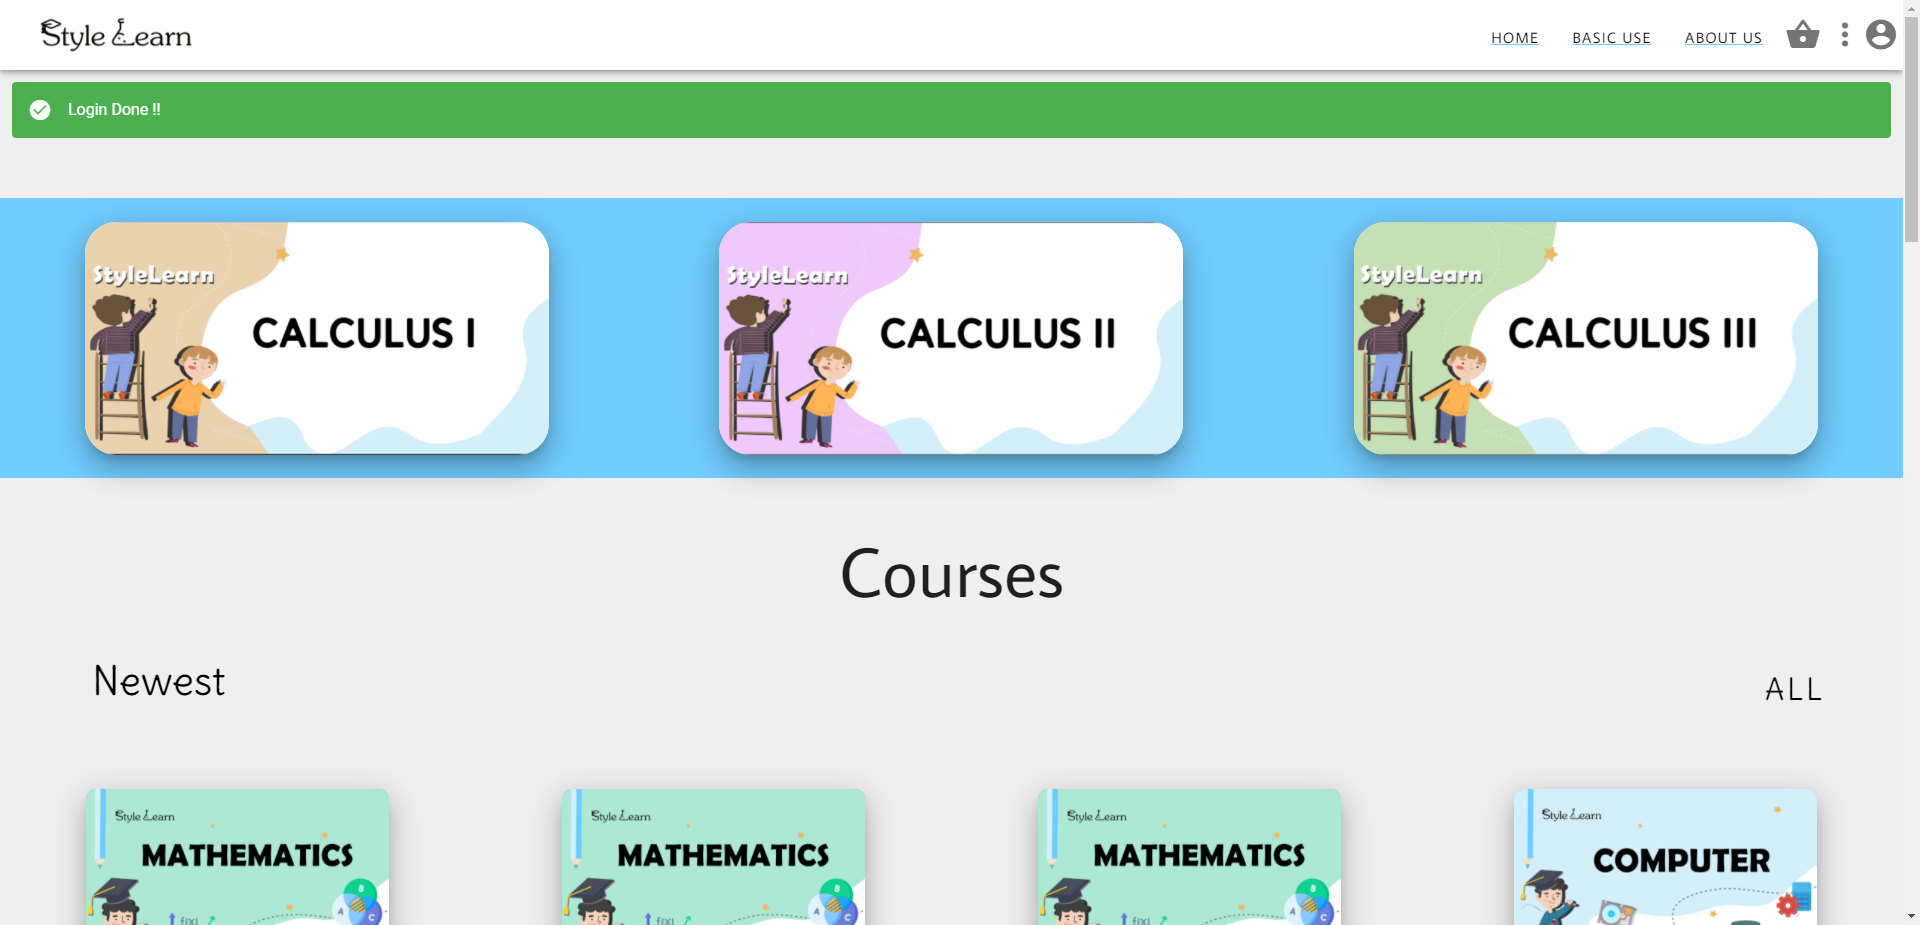 Style Learn
HOME
BASIC USE
ABOUT US
Login Done !!
StyleLearn
CALCULUS I
StyleLearn
CALCULUS II
StyleLearn
CALCULUS III
Courses
Newest
ALL
Style Learn
MATHEMATICS
B
A
C
f(x)
Style Learn
MATHEMATICS
B
A
C
f(x)
Style Learn
MATHEMATICS
B
A
C
f(x)
Style Learn
COMPUTER